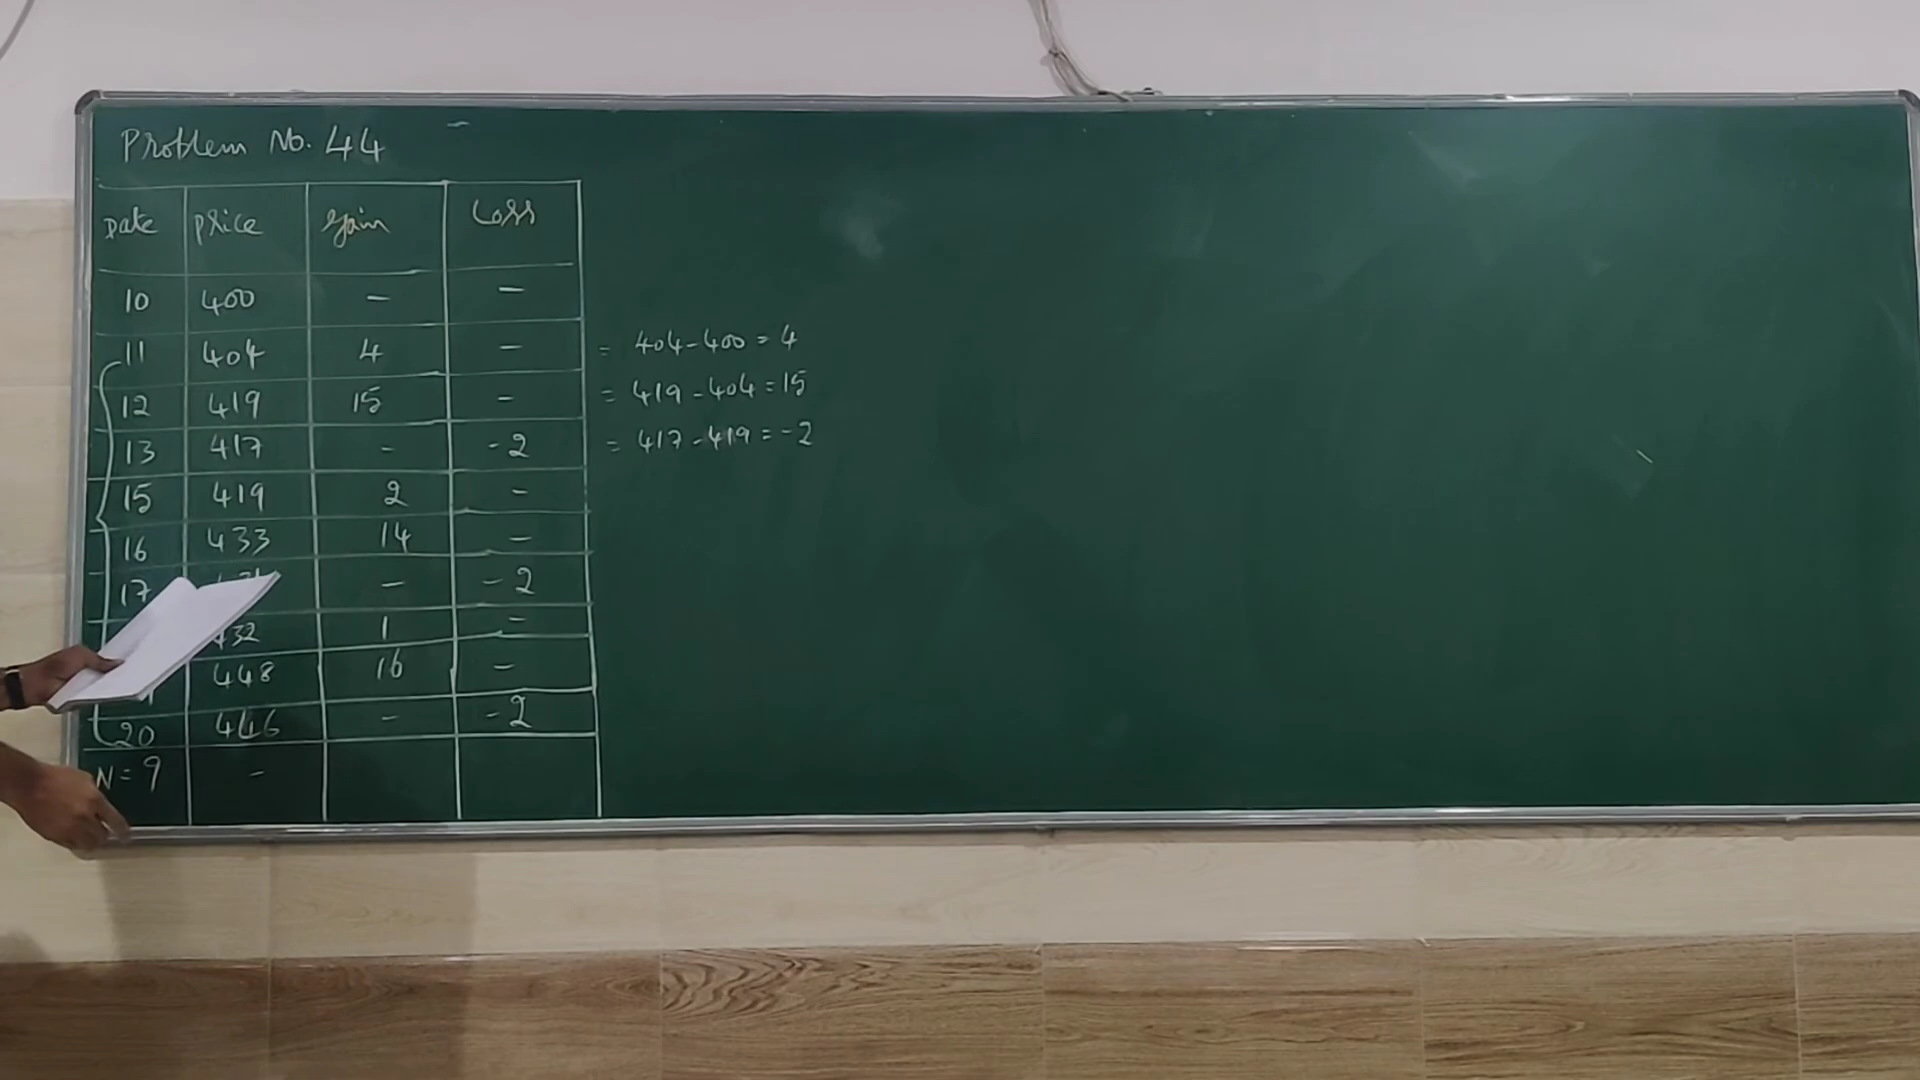 Problem No. 44
Date Price Gain Loss
10 400 - -
11 404 4 - = 404-400 = 4
12 419 15 - = 419-404 = 15
13 417 - -2 = 417-419 = -2
15 419 2 -
16 433 14 -
17 - -2
432 1 -
448 16 -
20 446 - -2
N = 9 -